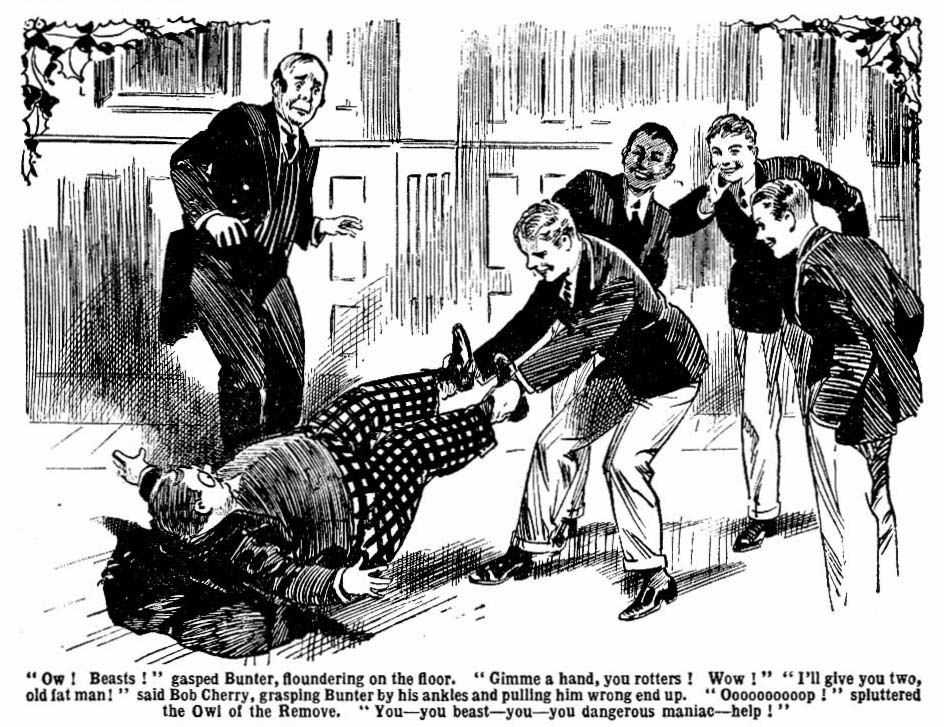 " Ow ! Beasts ! " gasped Bunter, floundering on the floor. " Gimme a hand, you rotters ! Wow ! " " I'll give you two,
old fat man! " said Bob Cherry, grasping Bunter by his ankles and pulling him wrong end up. " Oooooooooop ! " spluttered
the Owl of the Remove. " You—you beast—you—you dangerous maniac—help ! "